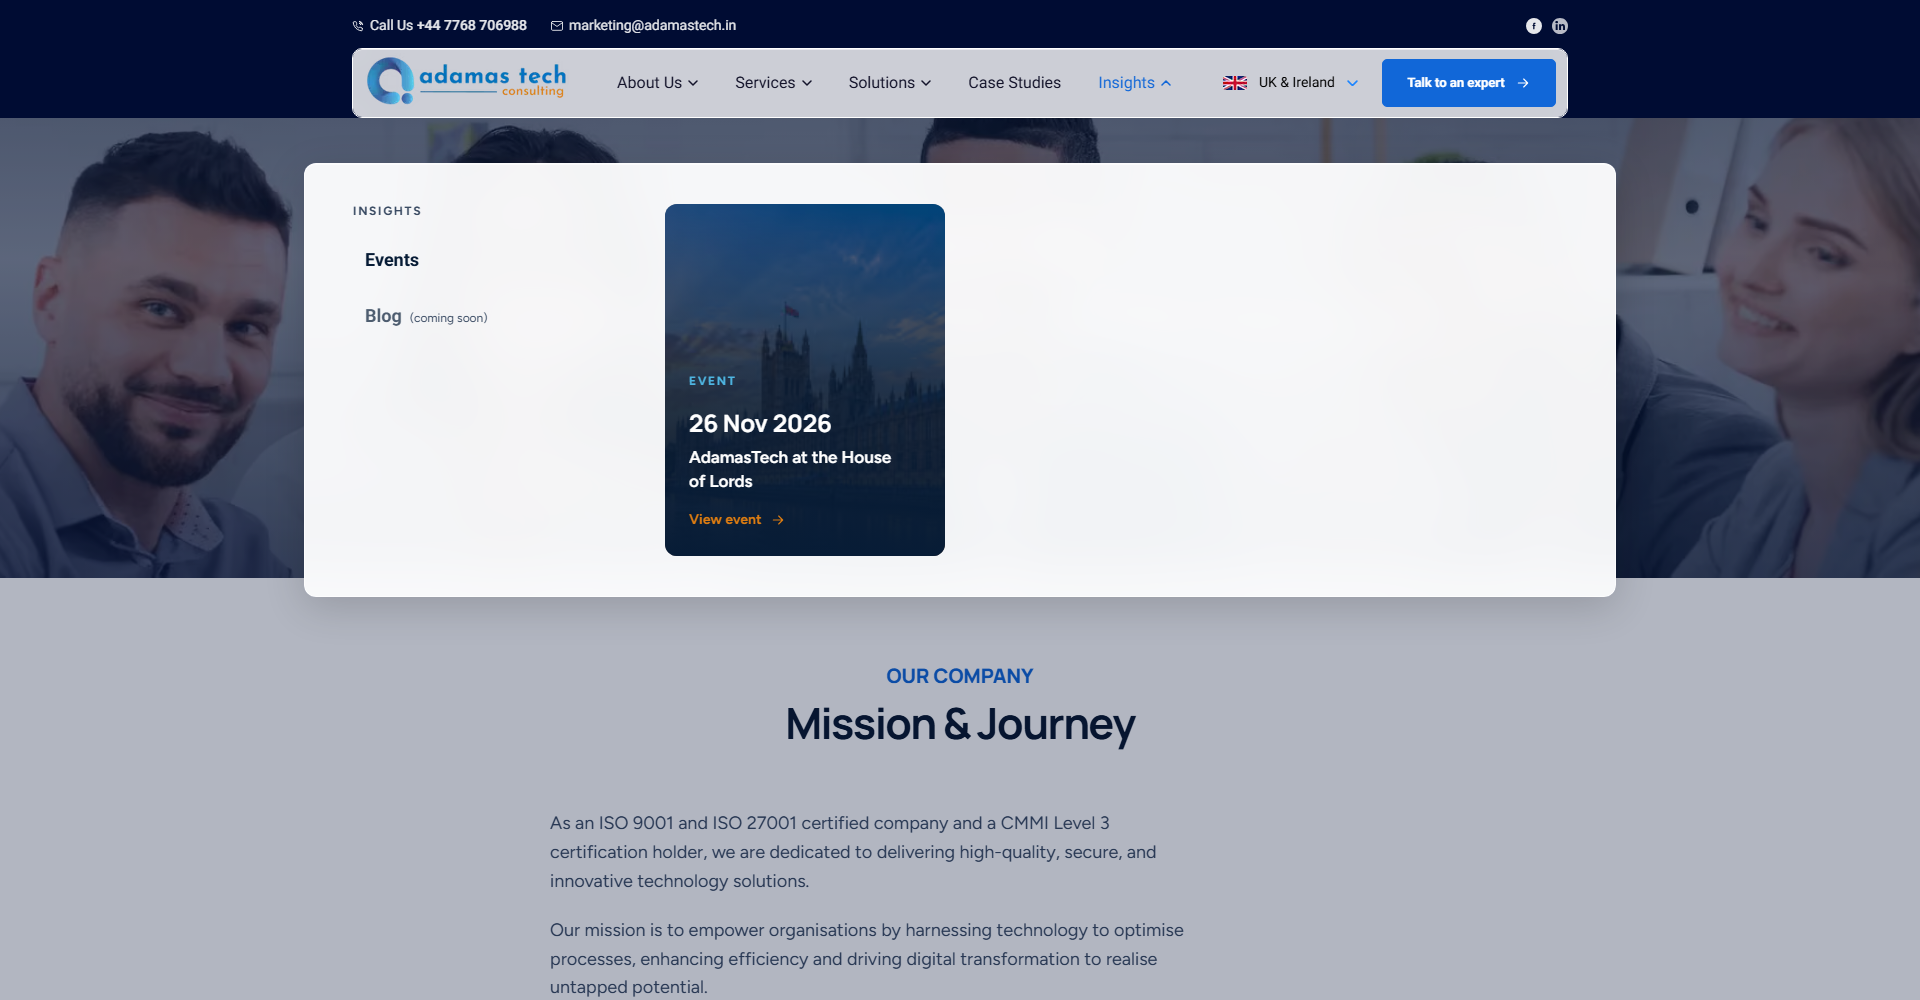 Call Us +44 7768 706988
marketing@adamastech.in
adamas tech
consulting
About Us
Services
Solutions
Case Studies
Insights
UK & Ireland
Talk to an expert
INSIGHTS
Events
Blog (coming soon)
EVENT
26 Nov 2026
AdamasTech at the House
of Lords
View event
OUR COMPANY
Mission & Journey
As an ISO 9001 and ISO 27001 certified company and a CMMI Level 3
certification holder, we are dedicated to delivering high-quality, secure, and
innovative technology solutions.
Our mission is to empower organisations by harnessing technology to optimise
processes, enhancing efficiency and driving digital transformation to realise
untapped potential.